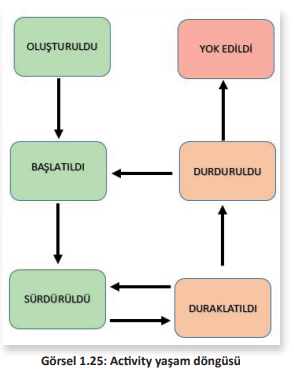 OLUŞTURULDU
YOK EDİLDİ
BAŞLATILDI
DURDURULDU
SÜRDÜRÜLDÜ
DURAKLATILDI
Görsel 1.25: Activity yaşam döngüsü